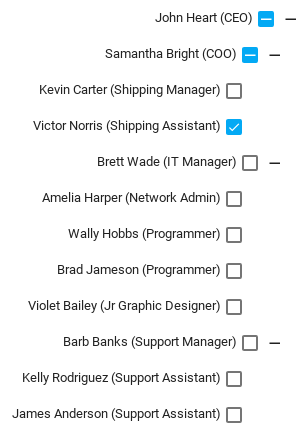 John Heart (CEO)
Samantha Bright (COO)
Kevin Carter (Shipping Manager)
Victor Norris (Shipping Assistant)
Brett Wade (IT Manager)
Amelia Harper (Network Admin)
Wally Hobbs (Programmer)
Brad Jameson (Programmer)
Violet Bailey (Jr Graphic Designer)
Barb Banks (Support Manager)
Kelly Rodriguez (Support Assistant)
James Anderson (Support Assistant)